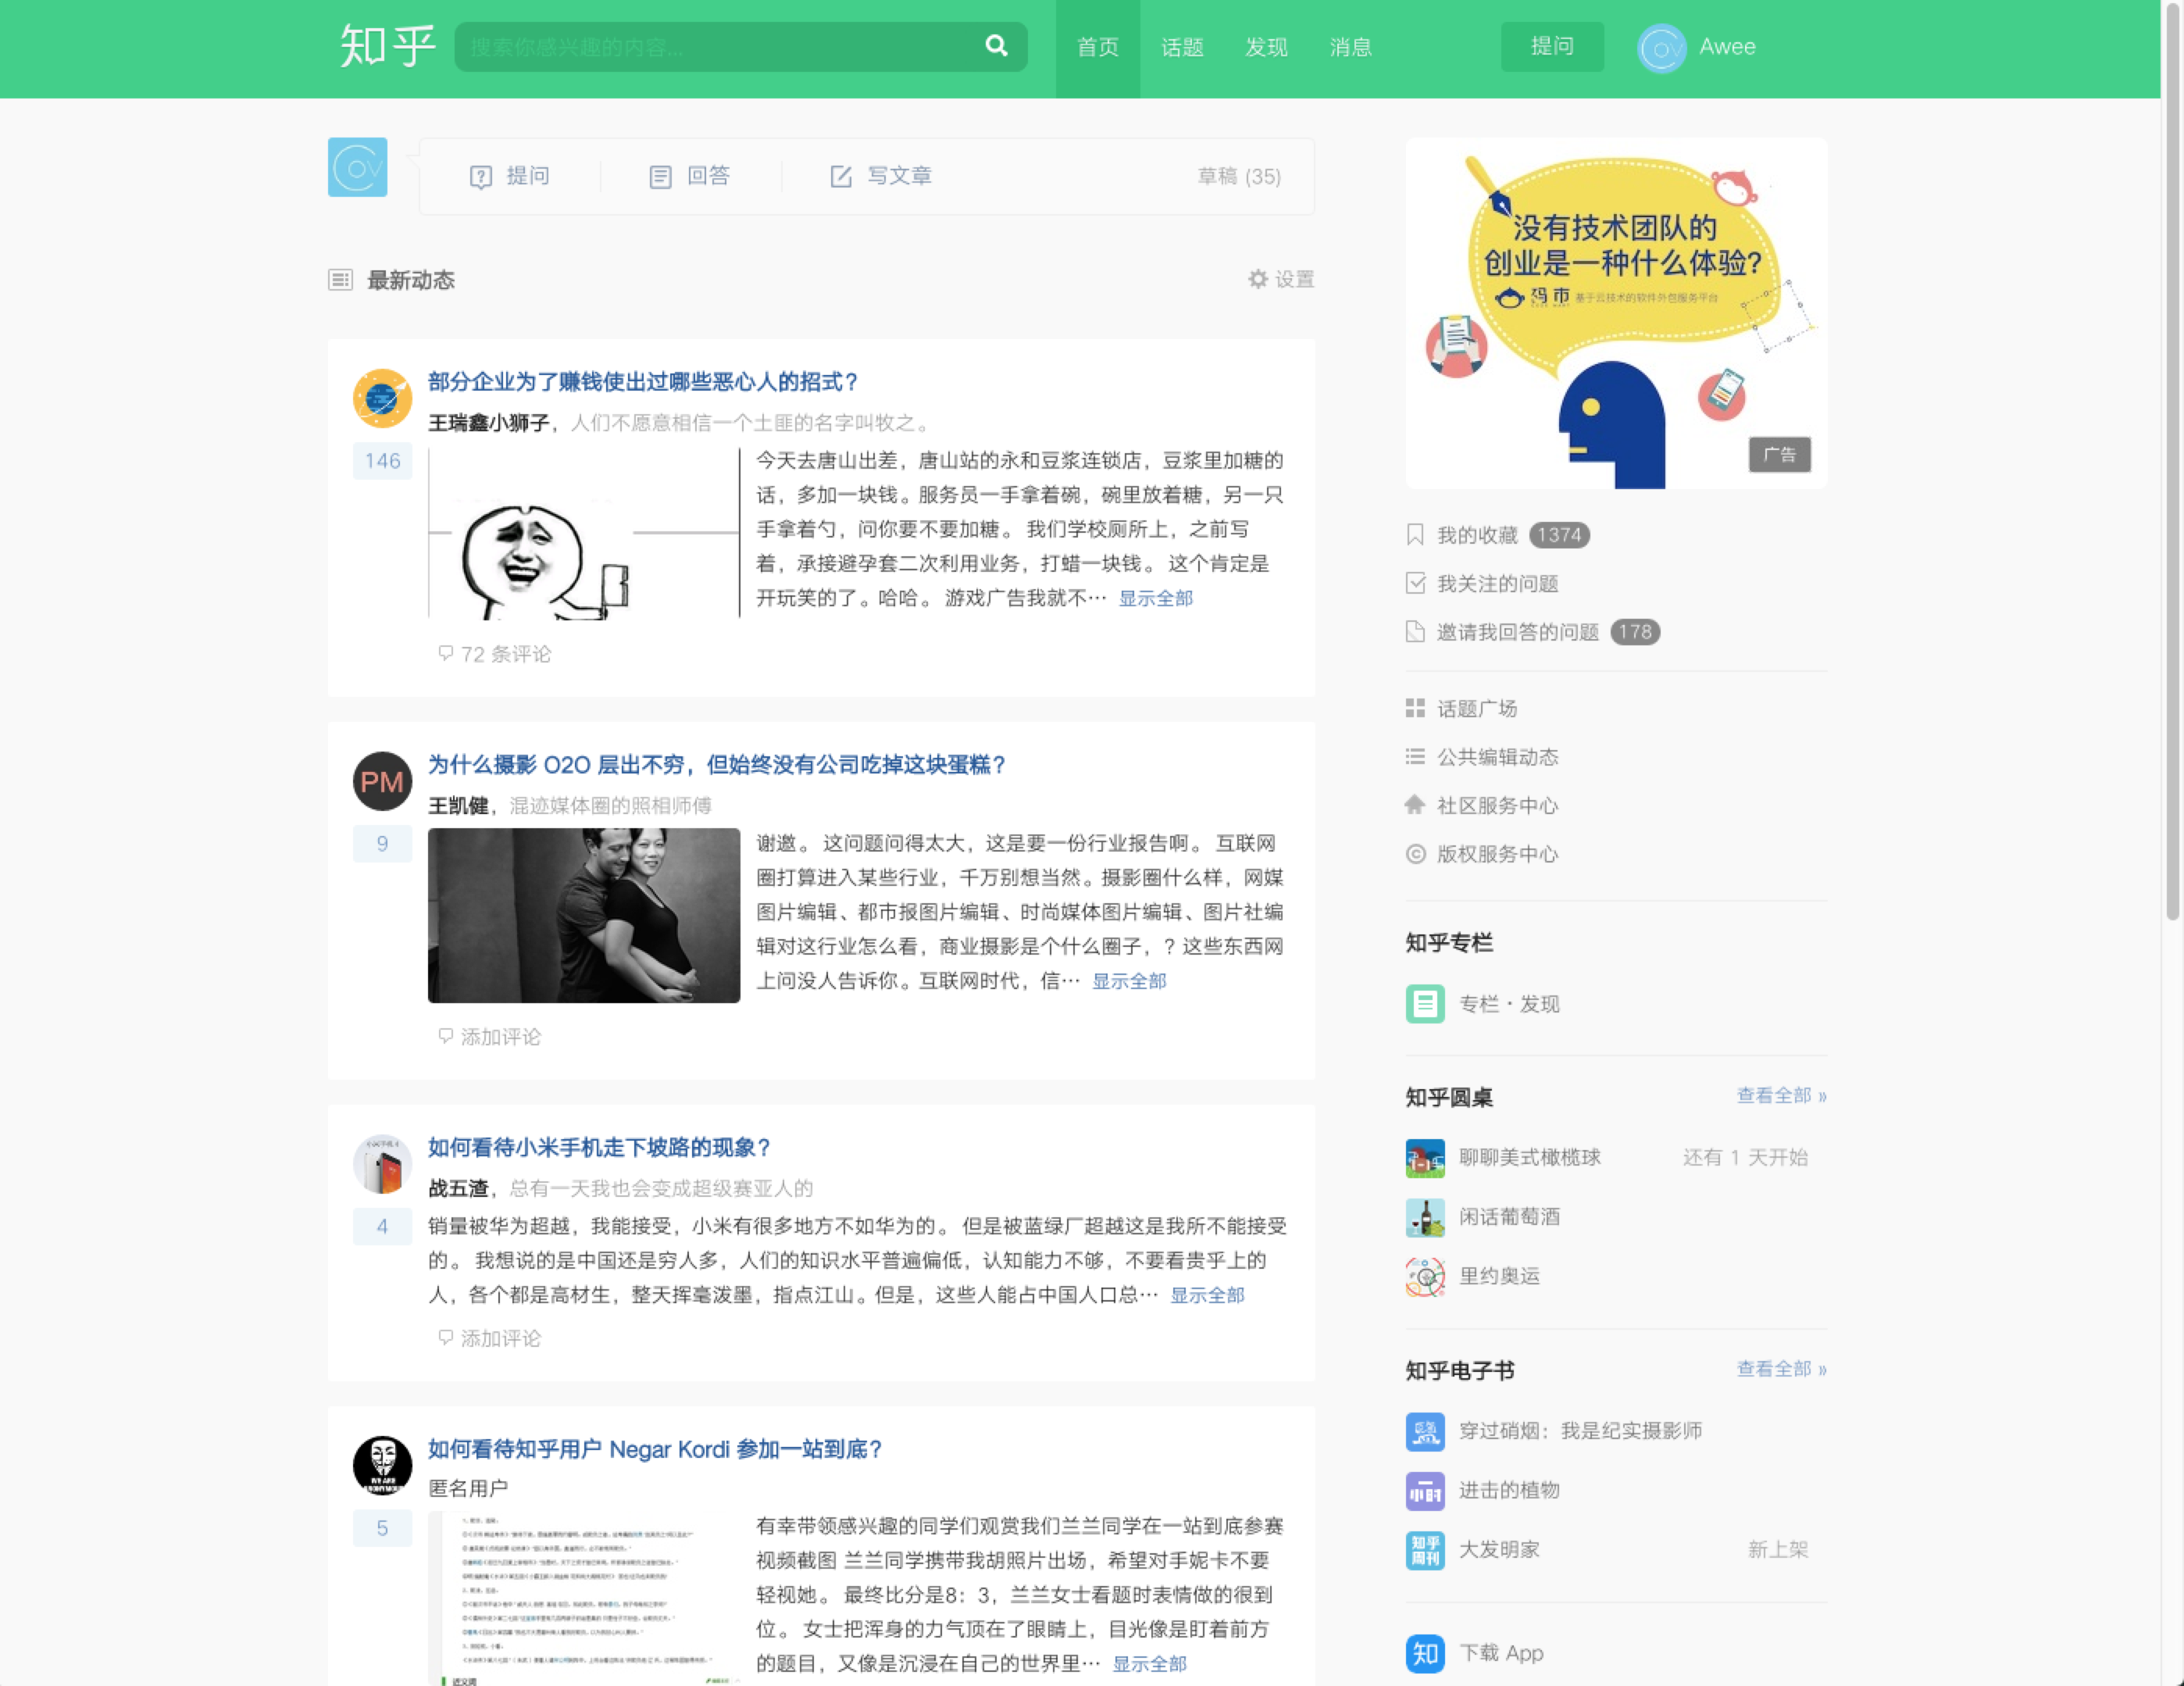 知乎
搜索你感兴趣的内容...
首页
话题
发现
消息
提问
Awee
提问
回答
写文章
草稿 (35)
最新动态
设置
部分企业为了赚钱使出过哪些恶心人的招式？
王瑞鑫小狮子，人们不愿意相信一个土匪的名字叫牧之。
146
今天去唐山出差，唐山站的永和豆浆连锁店，豆浆里加糖的
话，多加一块钱。服务员一手拿着碗，碗里放着糖，另一只
手拿着勺，问你要不要加糖。 我们学校厕所上，之前写
着，承接避孕套二次利用业务，打蜡一块钱。 这个肯定是
开玩笑的了。哈哈。 游戏广告我就不… 显示全部
72 条评论
为什么摄影 O2O 层出不穷，但始终没有公司吃掉这块蛋糕？
PM
王凯健，混迹媒体圈的照相师傅
9
谢邀。 这问题问得太大，这是要一份行业报告啊。 互联网
圈打算进入某些行业，千万别想当然。摄影圈什么样，网媒
图片编辑、都市报图片编辑、时尚媒体图片编辑、图片社编
辑对这行业怎么看，商业摄影是个什么圈子，? 这些东西网
上问没人告诉你。互联网时代，信… 显示全部
添加评论
如何看待小米手机走下坡路的现象？
战五渣，总有一天我也会变成超级赛亚人的
4
销量被华为超越，我能接受，小米有很多地方不如华为的。 但是被蓝绿厂超越这是我所不能接受
的。 我想说的是中国还是穷人多，人们的知识水平普遍偏低，认知能力不够，不要看贵乎上的
人，各个都是高材生，整天挥毫泼墨，指点江山。但是，这些人能占中国人口总… 显示全部
添加评论
如何看待知乎用户 Negar Kordi 参加一站到底？
WE ARE
匿名用户
5
有幸带领感兴趣的同学们观赏我们兰兰同学在一站到底参赛
视频截图 兰兰同学携带我胡照片出场，希望对手妮卡不要
轻视她。 最终比分是8：3，兰兰女士看题时表情做的很到
位。 女士把浑身的力气顶在了眼睛上，目光像是盯着前方
的题目，又像是沉浸在自己的世界里… 显示全部
近义词
没有技术团队的
创业是一种什么体验?
码市 基于云技术的软件外包服务平台
广告
我的收藏 1374
我关注的问题
邀请我回答的问题 178
话题广场
公共编辑动态
社区服务中心
版权服务中心
知乎专栏
专栏・发现
知乎圆桌
查看全部 »
聊聊美式橄榄球
还有 1 天开始
闲话葡萄酒
里约奥运
知乎电子书
查看全部 »
穿过硝烟：我是纪实摄影师
一小时
进击的植物
知乎
周刊
大发明家
新上架
知
下载 App